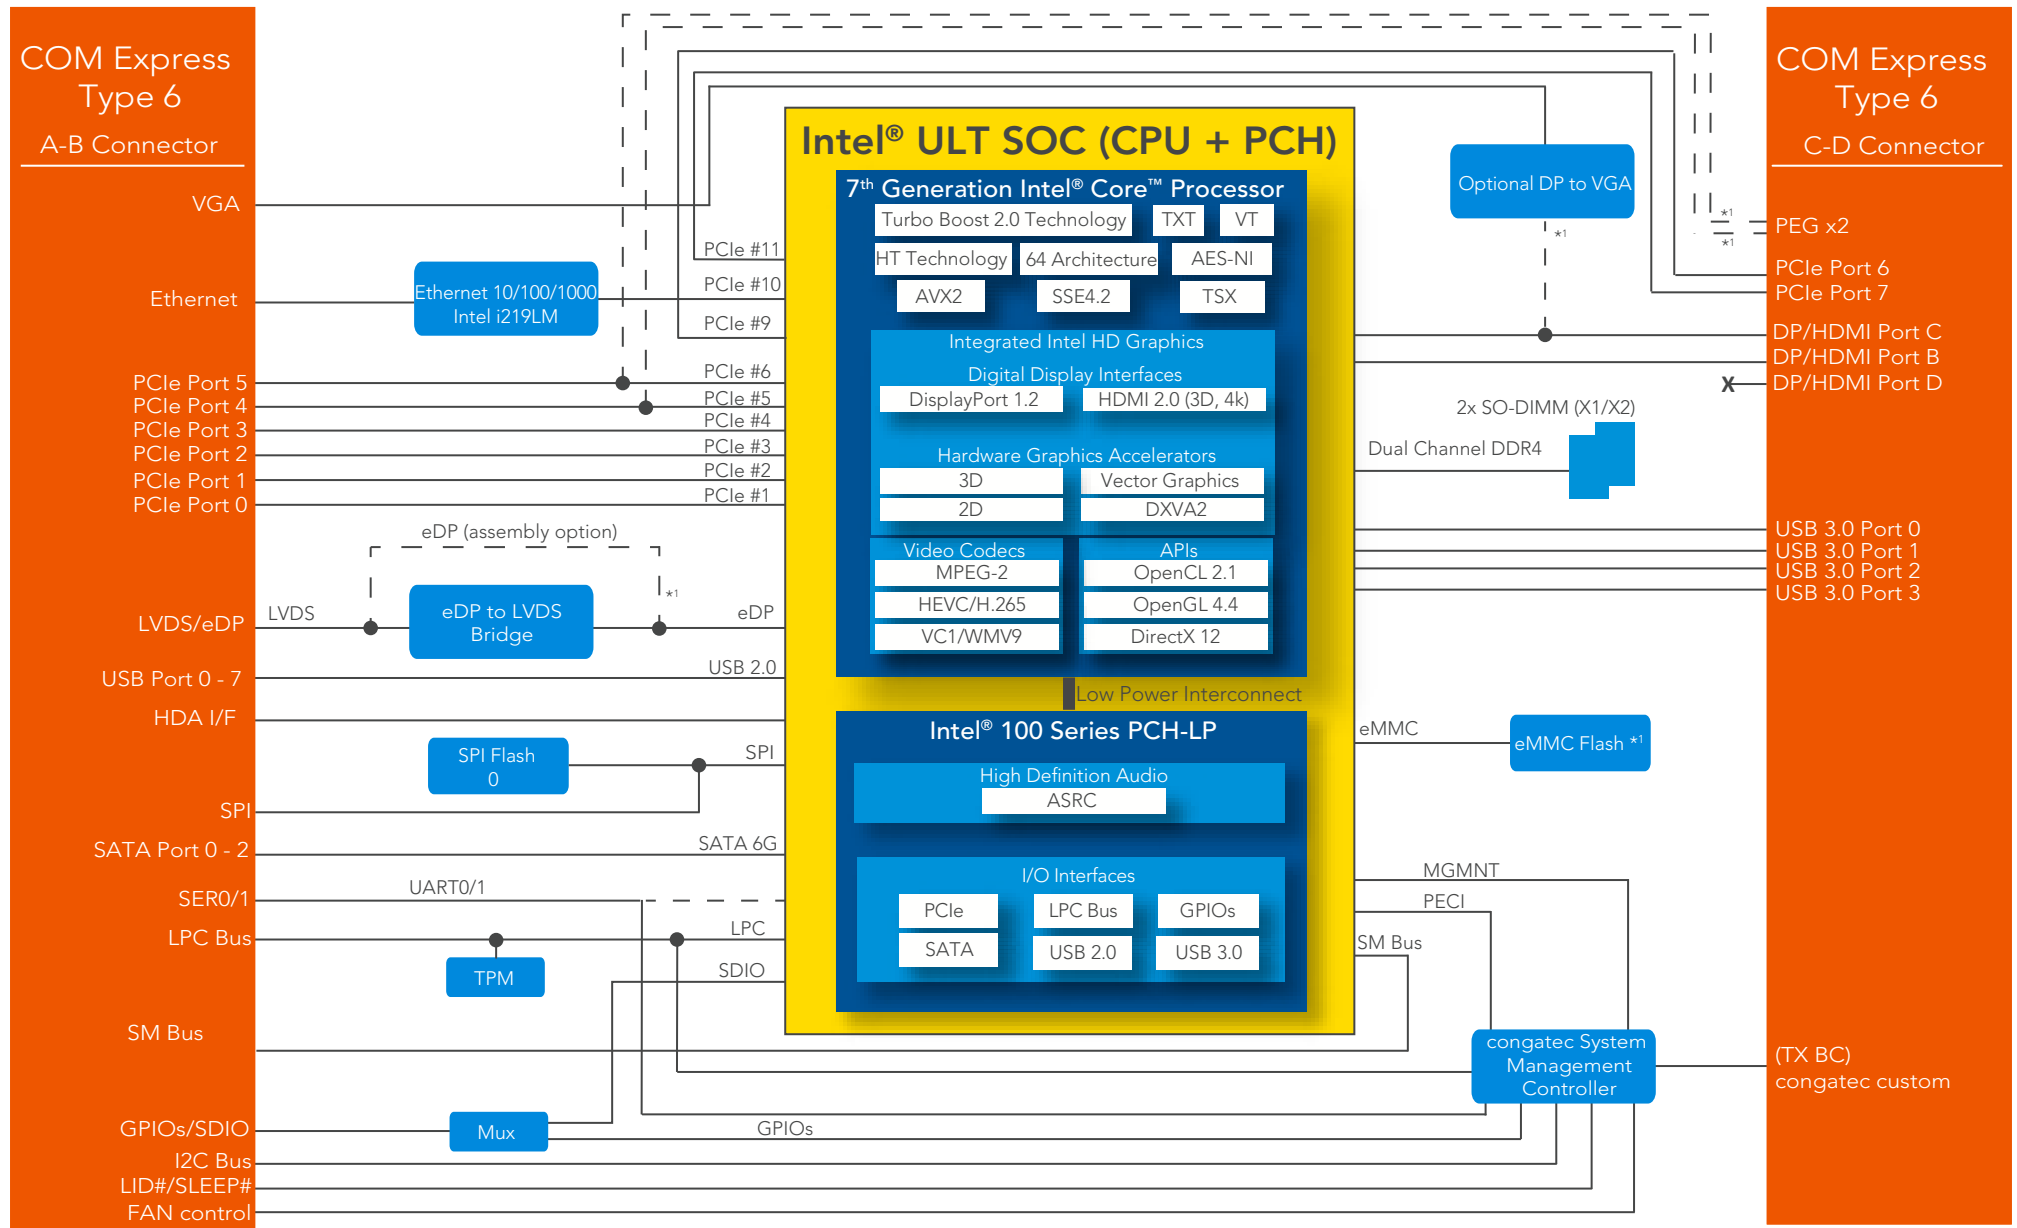 COM Express
Type 6
A-B Connector
VGA
Ethernet
PCIe Port 5
PCIe Port 4
PCIe Port 3
PCIe Port 2
PCIe Port 1
PCIe Port 0
LVDS/eDP
USB Port 0 - 7
HDA I/F
SPI
SATA Port 0 - 2
SER0/1
LPC Bus
SM Bus
GPIOs/SDIO
I2C Bus
LID#/SLEEP#
FAN control
Ethernet 10/100/1000
Intel i219LM
eDP (assembly option)
LVDS
eDP to LVDS
Bridge
*1
eDP
USB 2.0
SPI Flash
0
SPI
SATA 6G
UART0/1
LPC
TPM
SDIO
Mux
GPIOs
PCIe #11
PCIe #10
PCIe #9
PCIe #6
PCIe #5
PCIe #4
PCIe #3
PCIe #2
PCIe #1
Intel® ULT SOC (CPU + PCH)
7th Generation Intel® Core™ Processor
Turbo Boost 2.0 Technology TXT VT
HT Technology 64 Architecture AES-NI
AVX2 SSE4.2 TSX
Integrated Intel HD Graphics
Digital Display Interfaces
DisplayPort 1.2 HDMI 2.0 (3D, 4k)
Hardware Graphics Accelerators
3D Vector Graphics
2D DXVA2
Video Codecs APIs
MPEG-2 OpenCL 2.1
HEVC/H.265 OpenGL 4.4
VC1/WMV9 DirectX 12
Low Power Interconnect
Intel® 100 Series PCH-LP
High Definition Audio
ASRC
I/O Interfaces
PCIe LPC Bus GPIOs
SATA USB 2.0 USB 3.0
Optional DP to VGA
*1
*1
*1
X
2x SO-DIMM (X1/X2)
Dual Channel DDR4
eMMC
eMMC Flash *1
MGMNT
PECI
SM Bus
congatec System
Management
Controller
COM Express
Type 6
C-D Connector
PEG x2
PCIe Port 6
PCIe Port 7
DP/HDMI Port C
DP/HDMI Port B
DP/HDMI Port D
USB 3.0 Port 0
USB 3.0 Port 1
USB 3.0 Port 2
USB 3.0 Port 3
(TX BC)
congatec custom